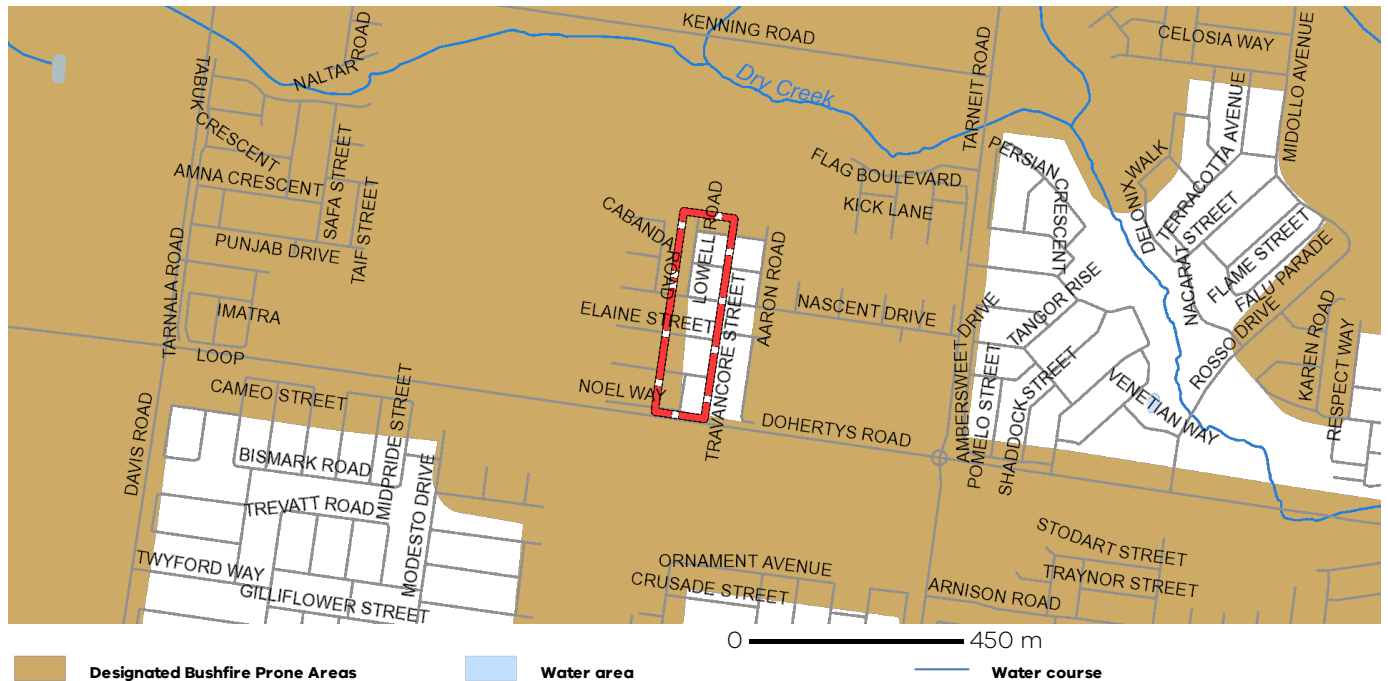 KENNING ROAD
CELOSIA WAY
MIDOLLO AVENUE
NALTAR ROAD
TABUK CRESCENT
Dry Creek
TARNEIT ROAD
TERRACOTTA AVENUE
PERSIAN CRESCENT
DELONIX WALK
FLAG BOULEVARD
AMNA CRESCENT
SAFA STREET
TAIF STREET
KICK LANE
CABANDA ROAD
LOWELL ROAD
NACARAT STREET
FLAME STREET
FALU PARADE
PUNJAB DRIVE
TARNALA ROAD
AARON ROAD
TRAVANCORE STREET
NASCENT DRIVE
TANGOR RISE
ROSSO DRIVE
IMATRA
LOOP
ELAINE STREET
AMBERSWEET DRIVE
POMELO STREET
SHADDOCK STREET
KAREN ROAD
RESPECT WAY
CAMEO STREET
NOEL WAY
VENETIAN WAY
DOHERTYS ROAD
DAVIS ROAD
BISMARK ROAD
MIDPRIDE STREET
MODESTO DRIVE
TREVATT ROAD
STODART STREET
TWYFORD WAY
ORNAMENT AVENUE
TRAYNOR STREET
GILLIFLOWER STREET
CRUSADE STREET
ARNISON ROAD
0 450 m
Designated Bushfire Prone Areas
Water area
Water course